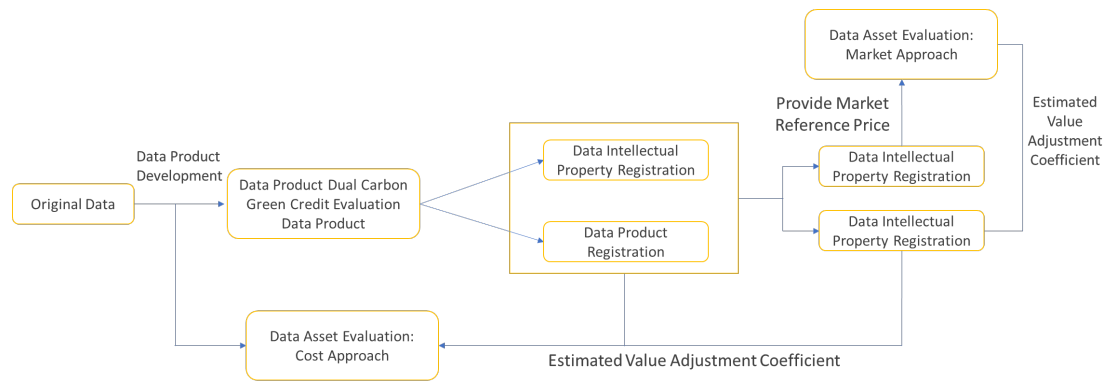 Original Data
Data Product
Development
Data Product Dual Carbon
Green Credit Evaluation
Data Product
Data Intellectual
Property Registration
Data Product
Registration
Provide Market
Reference Price
Data Asset Evaluation:
Market Approach
Data Intellectual
Property Registration
Data Intellectual
Property Registration
Estimated
Value
Adjustment
Coefficient
Data Asset Evaluation:
Cost Approach
Estimated Value Adjustment Coefficient